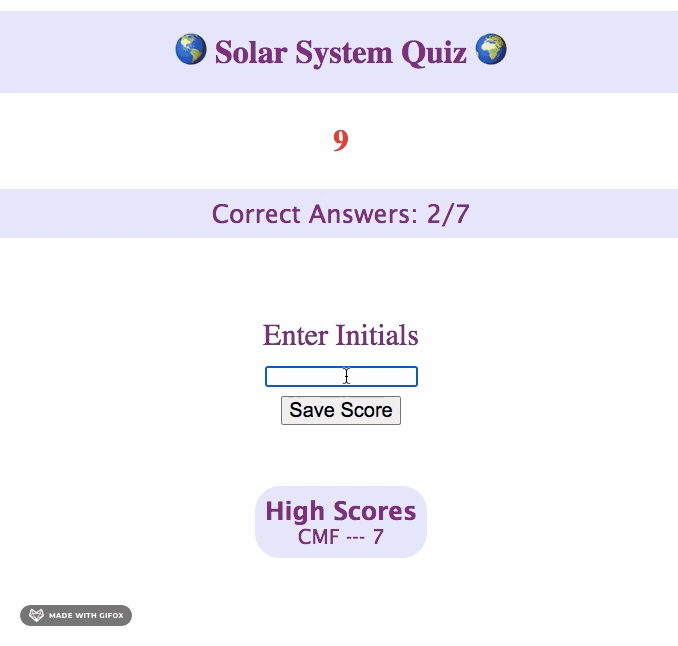 Solar System Quiz
9
Correct Answers: 2/7
Enter Initials
Save Score
High Scores
CMF --- 7
MADE WITH GIFOX